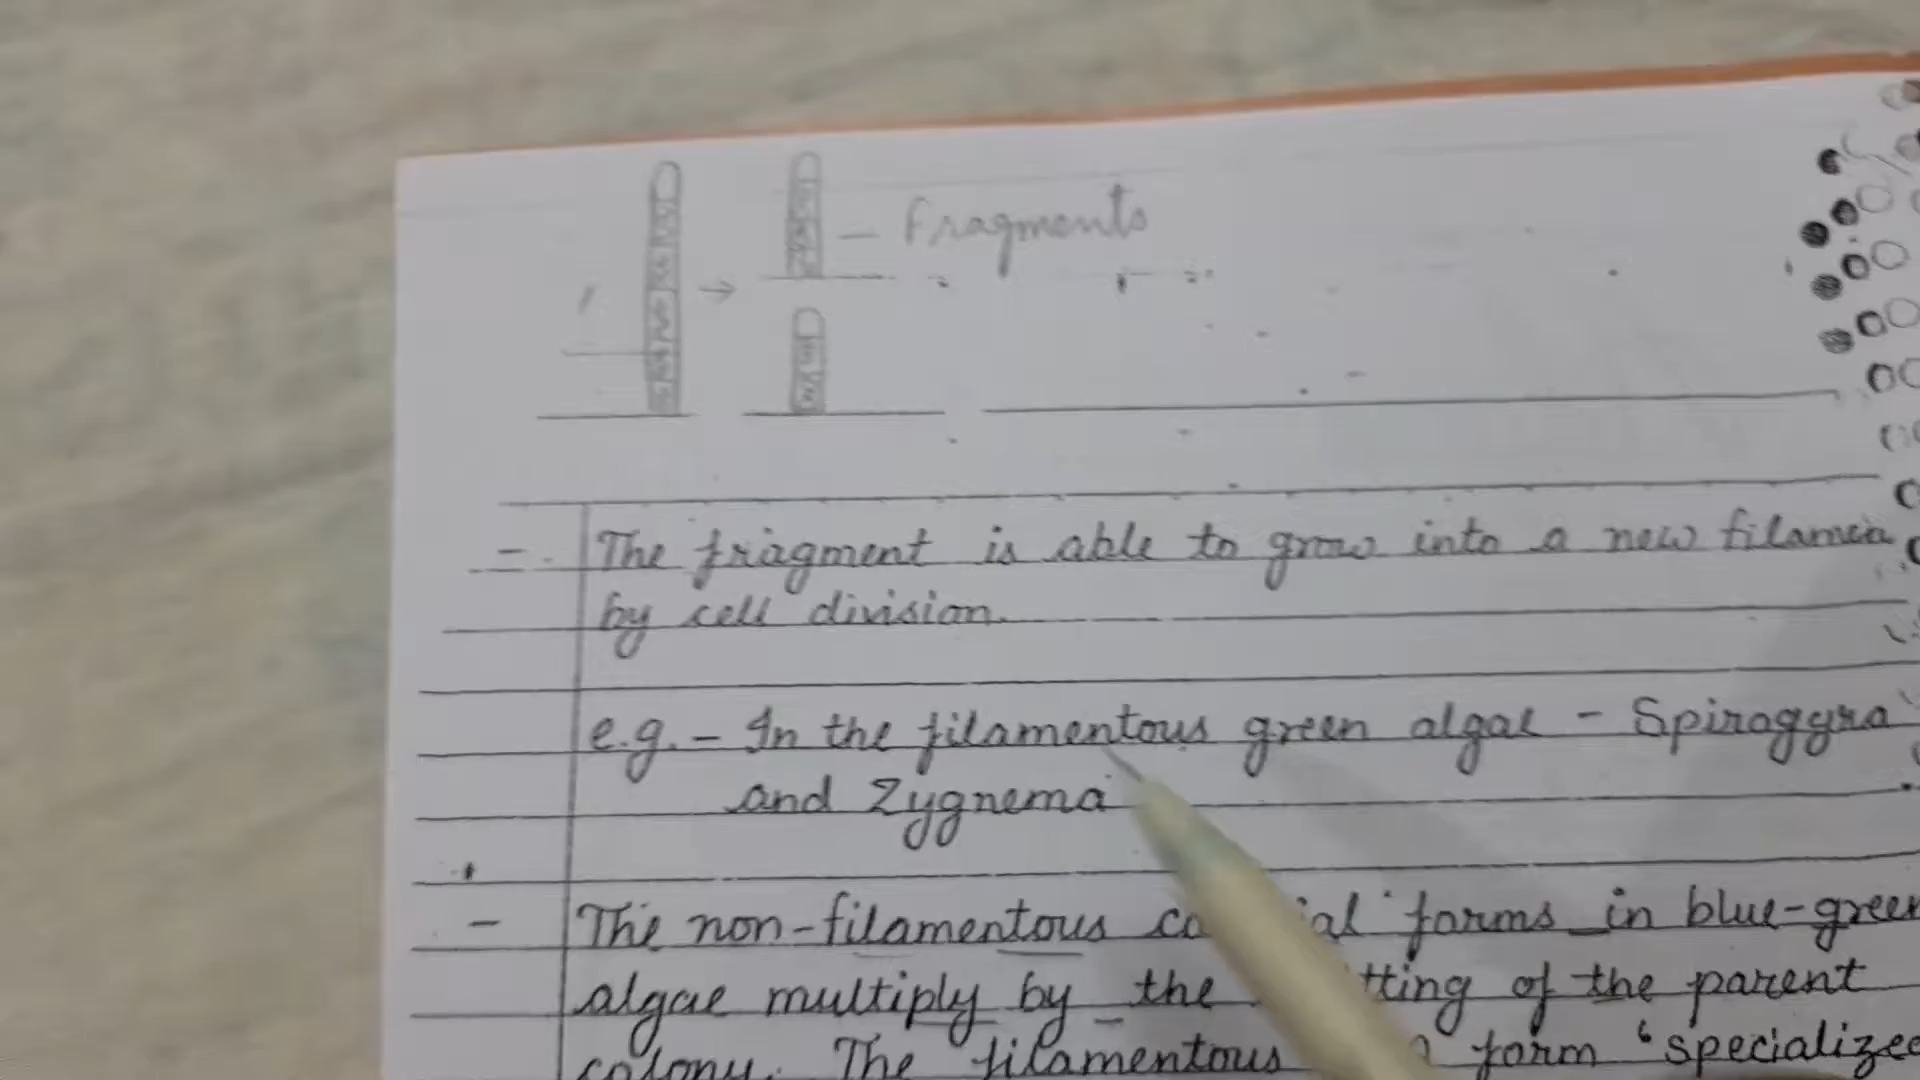 - Fragments
- The fragment is able to grow into a new filamen
by cell division.
e.g. - In the filamentous green algae - Spiragyra
and Zygnema
- The non-filamentous forms in blue-green
algae multiply by the of the parent
colony. The filamentous form 'specialized